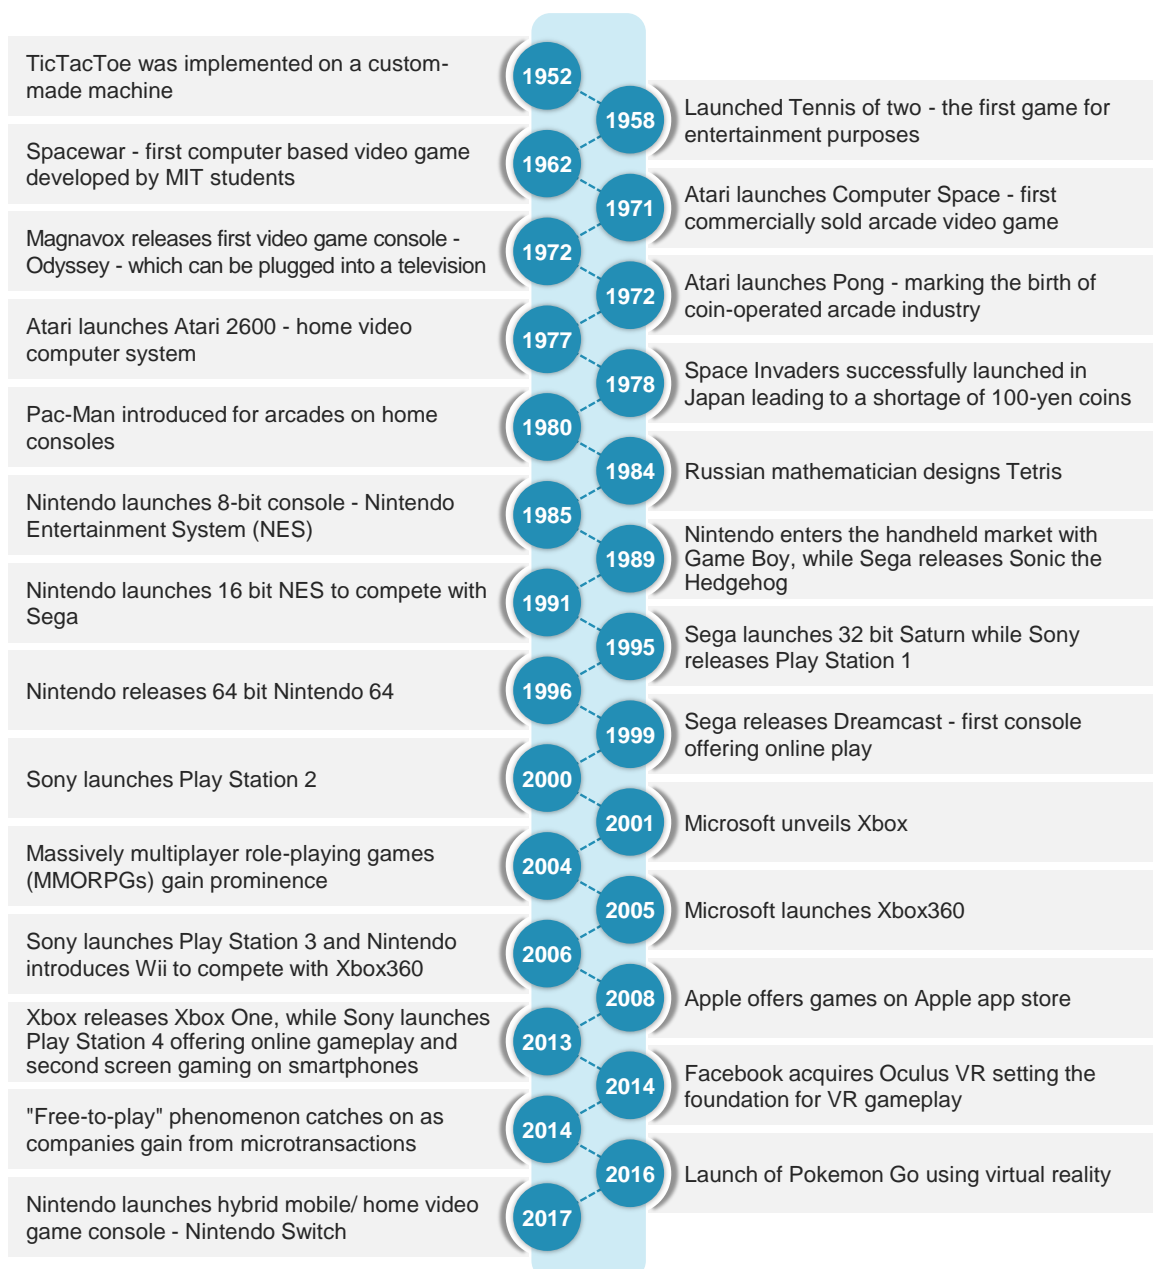 TicTacToe was implemented on a custom-
made machine
1952
1958
Launched Tennis of two - the first game for
entertainment purposes
Spacewar - first computer based video game
developed by MIT students
1962
1971
Atari launches Computer Space - first
commercially sold arcade video game
Magnavox releases first video game console -
Odyssey - which can be plugged into a television
1972
1972
Atari launches Pong - marking the birth of
coin-operated arcade industry
Atari launches Atari 2600 - home video
computer system
1977
1978
Space Invaders successfully launched in
Japan leading to a shortage of 100-yen coins
Pac-Man introduced for arcades on home
consoles
1980
1984
Russian mathematician designs Tetris
Nintendo launches 8-bit console - Nintendo
Entertainment System (NES)
1985
1989
Nintendo enters the handheld market with
Game Boy, while Sega releases Sonic the
Hedgehog
Nintendo launches 16 bit NES to compete with
Sega
1991
1995
Sega launches 32 bit Saturn while Sony
releases Play Station 1
Nintendo releases 64 bit Nintendo 64
1996
1999
Sega releases Dreamcast - first console
offering online play
Sony launches Play Station 2
2000
2001
Microsoft unveils Xbox
Massively multiplayer role-playing games
(MMORPGs) gain prominence
2004
2005
Microsoft launches Xbox360
Sony launches Play Station 3 and Nintendo
introduces Wii to compete with Xbox360
2006
2008
Apple offers games on Apple app store
Xbox releases Xbox One, while Sony launches
Play Station 4 offering online gameplay and
second screen gaming on smartphones
2013
2014
Facebook acquires Oculus VR setting the
foundation for VR gameplay
"Free-to-play" phenomenon catches on as
companies gain from microtransactions
2014
2016
Launch of Pokemon Go using virtual reality
Nintendo launches hybrid mobile/ home video
game console - Nintendo Switch
2017